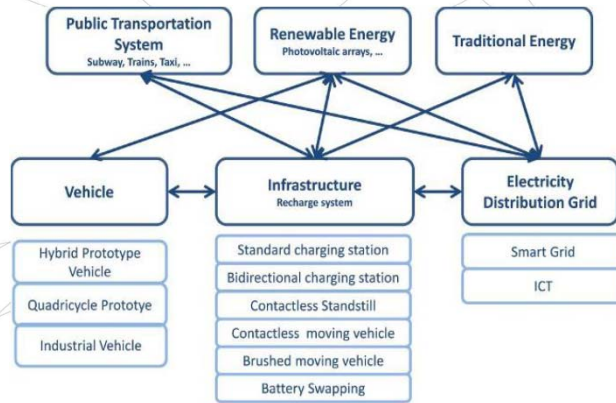 Public Transportation
System
Subway, Trains, Taxi, ...
Renewable Energy
Photovoltaic arrays, ...
Traditional Energy
Vehicle
Infrastructure
Recharge system
Electricity
Distribution Grid
Hybrid Prototype
Vehicle
Quadricycle Prototye
Industrial Vehicle
Standard charging station
Bidirectional charging station
Contactless Standstill
Contactless moving vehicle
Brushed moving vehicle
Battery Swapping
Smart Grid
ICT